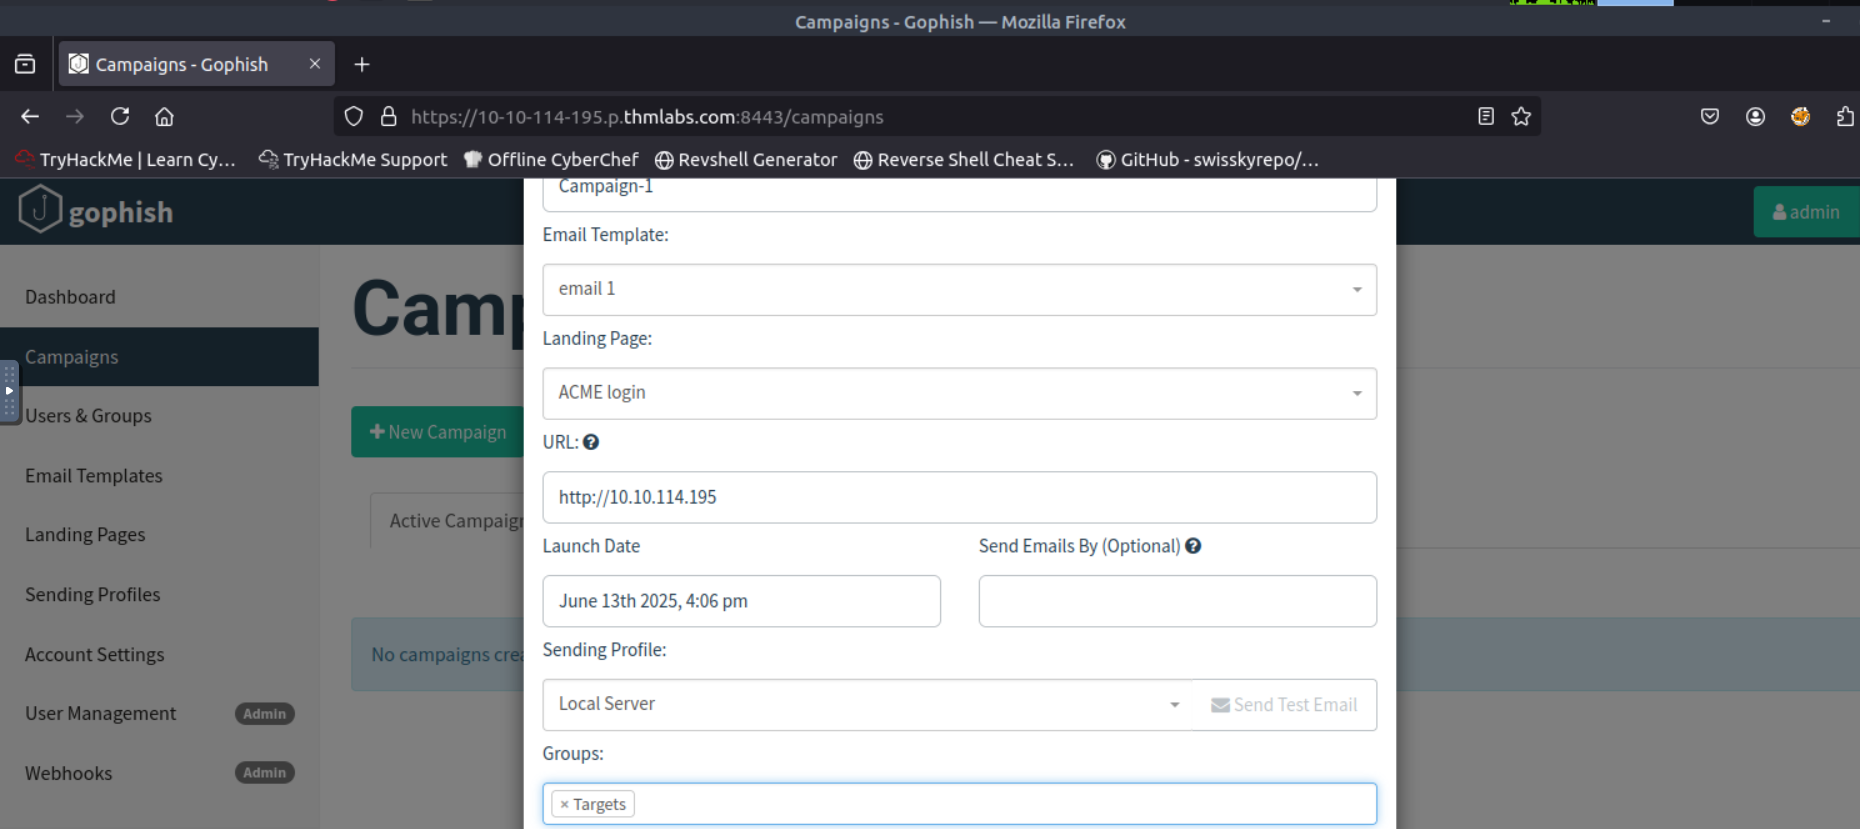 Campaigns - Gophish — Mozilla Firefox
Campaigns - Gophish
https://10-10-114-195.p.thmlabs.com:8443/campaigns
TryHackMe | Learn Cy... TryHackMe Support Offline CyberChef Revshell Generator Reverse Shell Cheat S... GitHub - swisskyrepo/...
gophish
admin
Dashboard
Campaigns
Users & Groups
Email Templates
Landing Pages
Sending Profiles
Account Settings
User Management Admin
Webhooks Admin
Camp
New Campaign
Active Campaign
No campaigns crea
Campaign-1
Email Template:
email 1
Landing Page:
ACME login
URL:
http://10.10.114.195
Launch Date Send Emails By (Optional)
June 13th 2025, 4:06 pm
Sending Profile:
Local Server Send Test Email
Groups:
× Targets